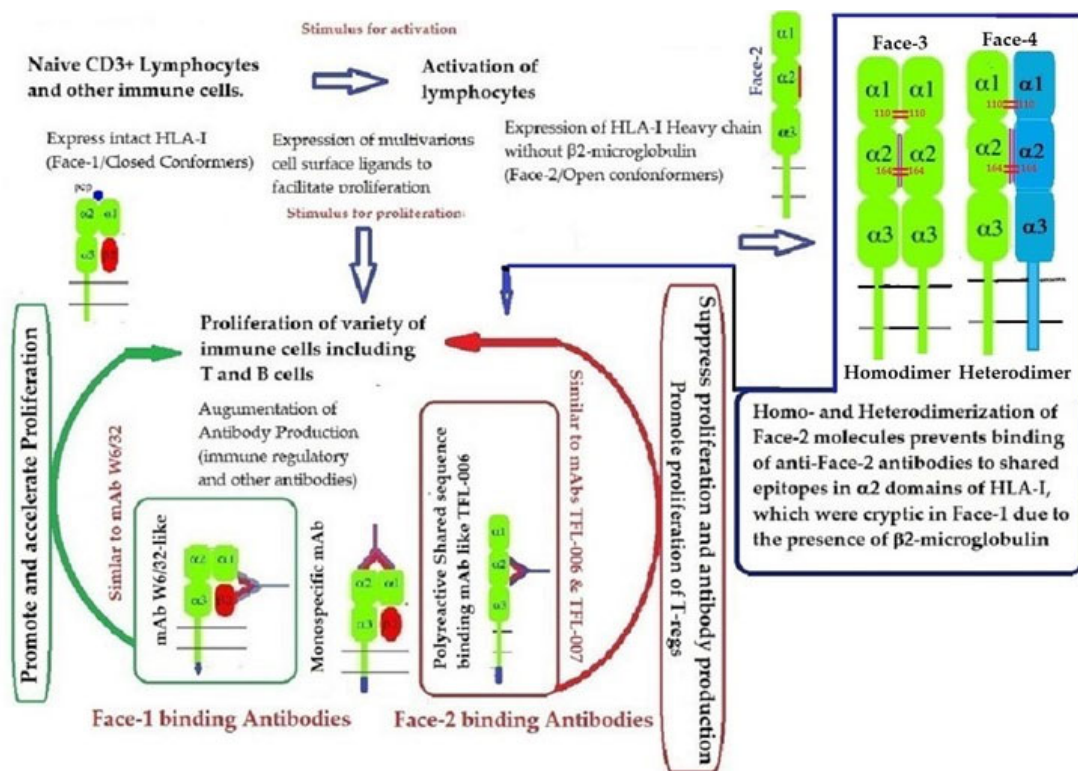 Stimulus for activation
Naive CD3+ Lymphocytes
and other immune cells.
Activation of
lymphocytes
Express intact HLA-I
(Face-1/Closed Conformers)
Expression of multivarious
cell surface ligands to
facilitate proliferation
Stimulus for proliferation:
Expression of HLA-I Heavy chain
without β2-microglobulin
(Face-2/Open confonformers)
pep
α2 α1
α3
Face-2
α1
α2
α3
Face-3
α1 α1
110 110
α2 α2
164 164
α3 α3
Homodimer
Face-4
α1 α1
110 110
α2 α2
164 164
α3 α3
Heterodimer
Homo- and Heterodimerization of
Face-2 molecules prevents binding
of anti-Face-2 antibodies to shared
epitopes in α2 domains of HLA-I,
which were cryptic in Face-1 due to
the presence of β2-microglobulin
Promote and accelerate Proliferation
Similar to mAb W6/32
Proliferation of variety of
immune cells including
T and B cells
Augumentation of
Antibody Production
(immune regulatory
and other antibodies)
mAb W6/32-like
α2 α1
α3
Monospecific mAb
α2 α1
α3
Polyreactive Shared sequence
binding mAb like TFL-006
α1
α2
α3
Similar to mAbs TFL-006 & TFL-007
Suppress proliferation and antibody production
Promote proliferation of T-regs
Face-1 binding Antibodies
Face-2 binding Antibodies